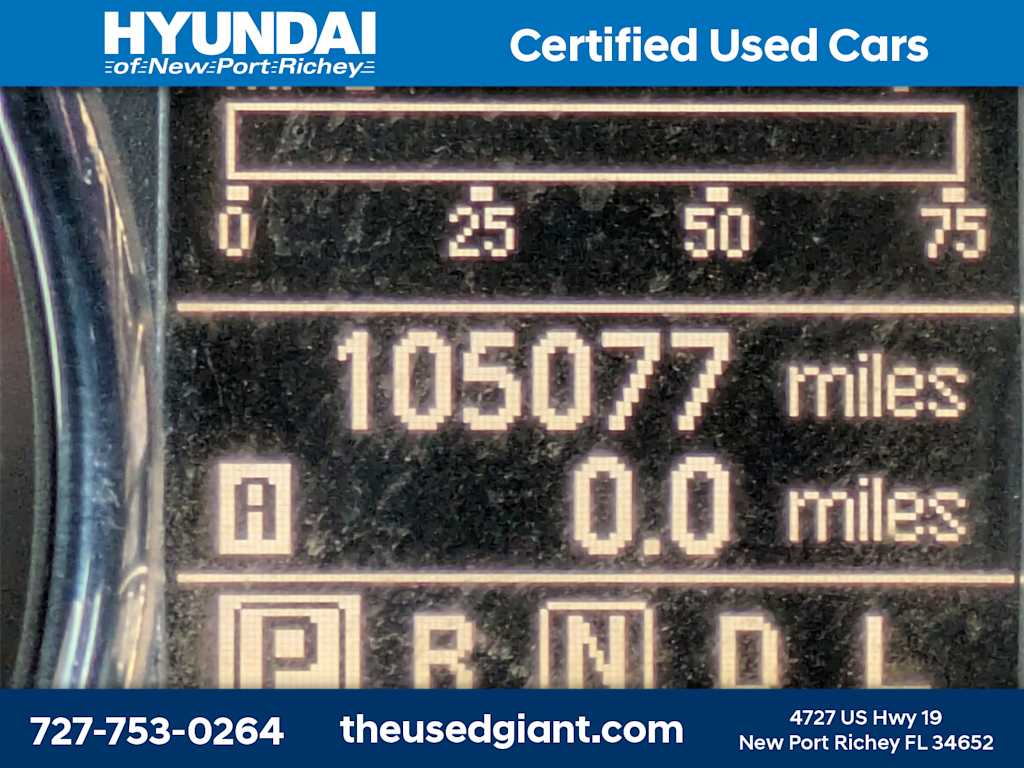 HYUNDAI
of New Port Richey
Certified Used Cars
0 25 50 75
105077 miles
A 0.0 miles
P R N D L
727-753-0264
theusedgiant.com
4727 US Hwy 19
New Port Richey FL 34652